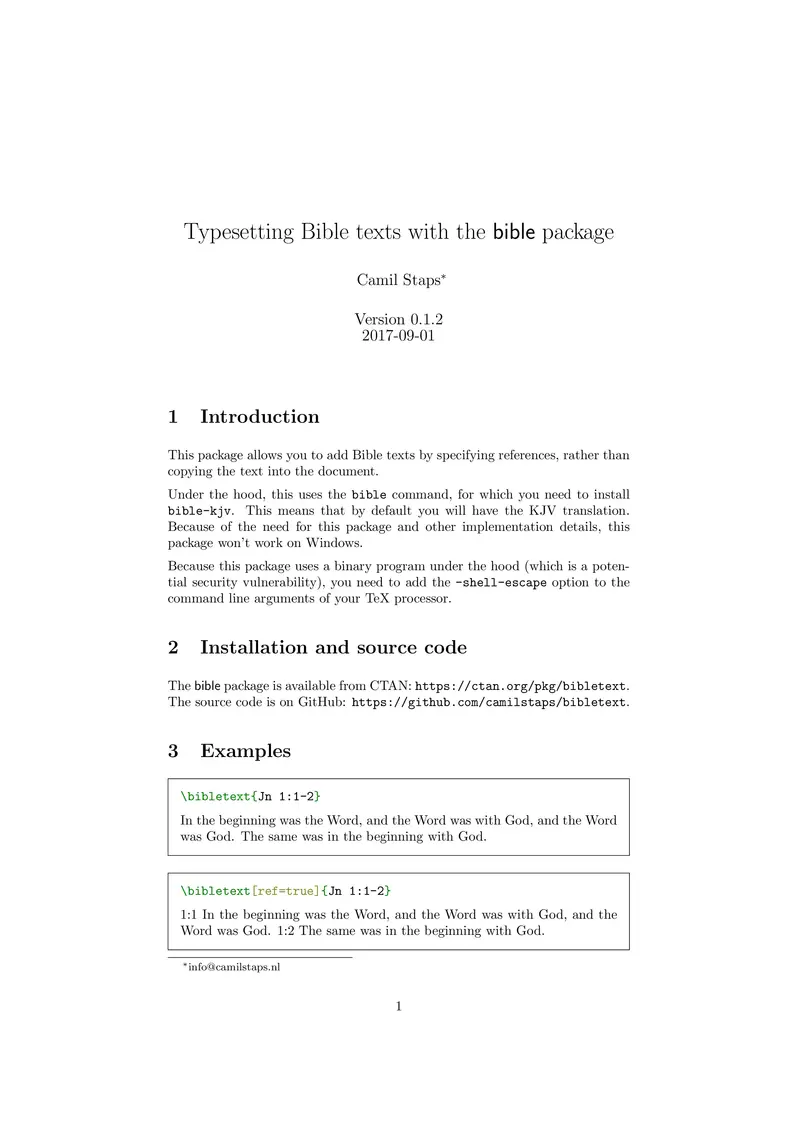 Typesetting Bible texts with the bible package
Camil Staps*
Version 0.1.2
2017-09-01
1 Introduction
This package allows you to add Bible texts by specifying references, rather than
copying the text into the document.
Under the hood, this uses the bible command, for which you need to install
bible-kjv. This means that by default you will have the KJV translation.
Because of the need for this package and other implementation details, this
package won't work on Windows.
Because this package uses a binary program under the hood (which is a poten-
tial security vulnerability), you need to add the -shell-escape option to the
command line arguments of your TeX processor.
2 Installation and source code
The bible package is available from CTAN: https://ctan.org/pkg/bibletext.
The source code is on GitHub: https://github.com/camilstaps/bibletext.
3 Examples
\bibletext{Jn 1:1-2}
In the beginning was the Word, and the Word was with God, and the Word
was God. The same was in the beginning with God.
\bibletext[ref=true]{Jn 1:1-2}
1:1 In the beginning was the Word, and the Word was with God, and the
Word was God. 1:2 The same was in the beginning with God.
*info@camilstaps.nl
1